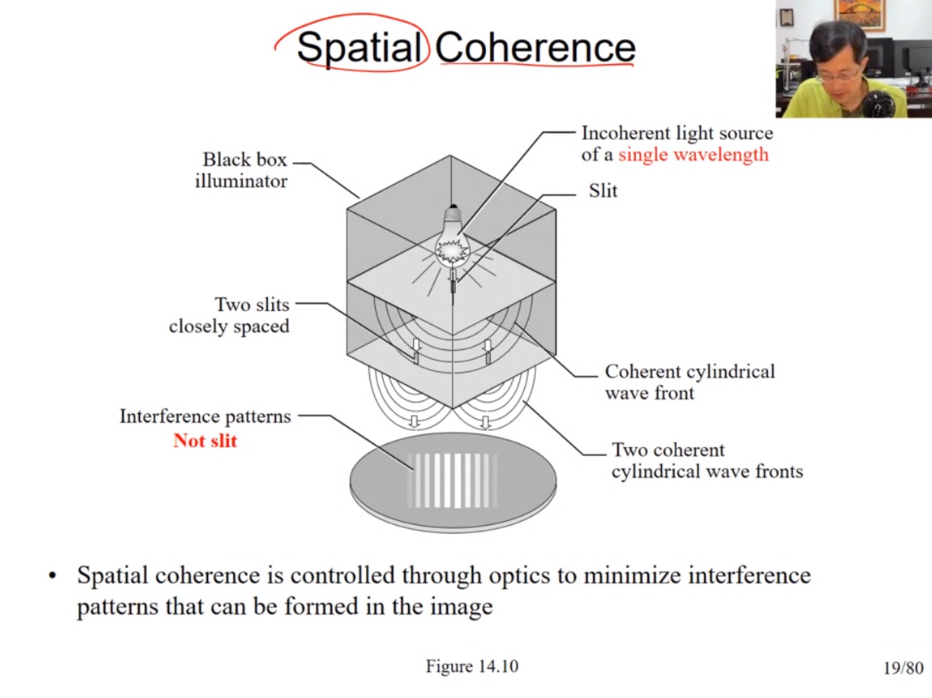 Spatial Coherence
Incoherent light source
of a single wavelength
Black box
illuminator
Slit
Two slits
closely spaced
Coherent cylindrical
wave front
Interference patterns
Not slit
Two coherent
cylindrical wave fronts
• Spatial coherence is controlled through optics to minimize interference
patterns that can be formed in the image
Figure 14.10
19/80